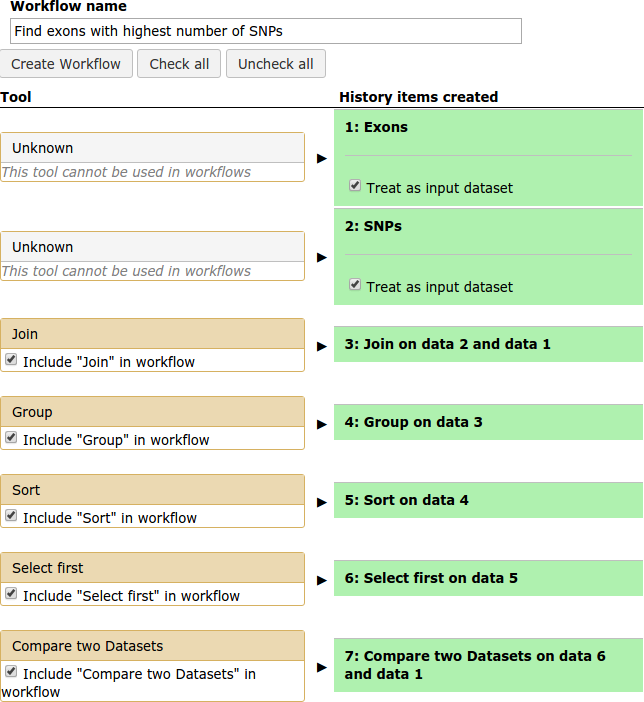 Workflow name
Find exons with highest number of SNPs
Create Workflow Check all Uncheck all
Tool History items created
Unknown
This tool cannot be used in workflows
1: Exons
Treat as input dataset
Unknown
This tool cannot be used in workflows
2: SNPs
Treat as input dataset
Join
Include "Join" in workflow
3: Join on data 2 and data 1
Group
Include "Group" in workflow
4: Group on data 3
Sort
Include "Sort" in workflow
5: Sort on data 4
Select first
Include "Select first" in workflow
6: Select first on data 5
Compare two Datasets
Include "Compare two Datasets" in
workflow
7: Compare two Datasets on data 6
and data 1